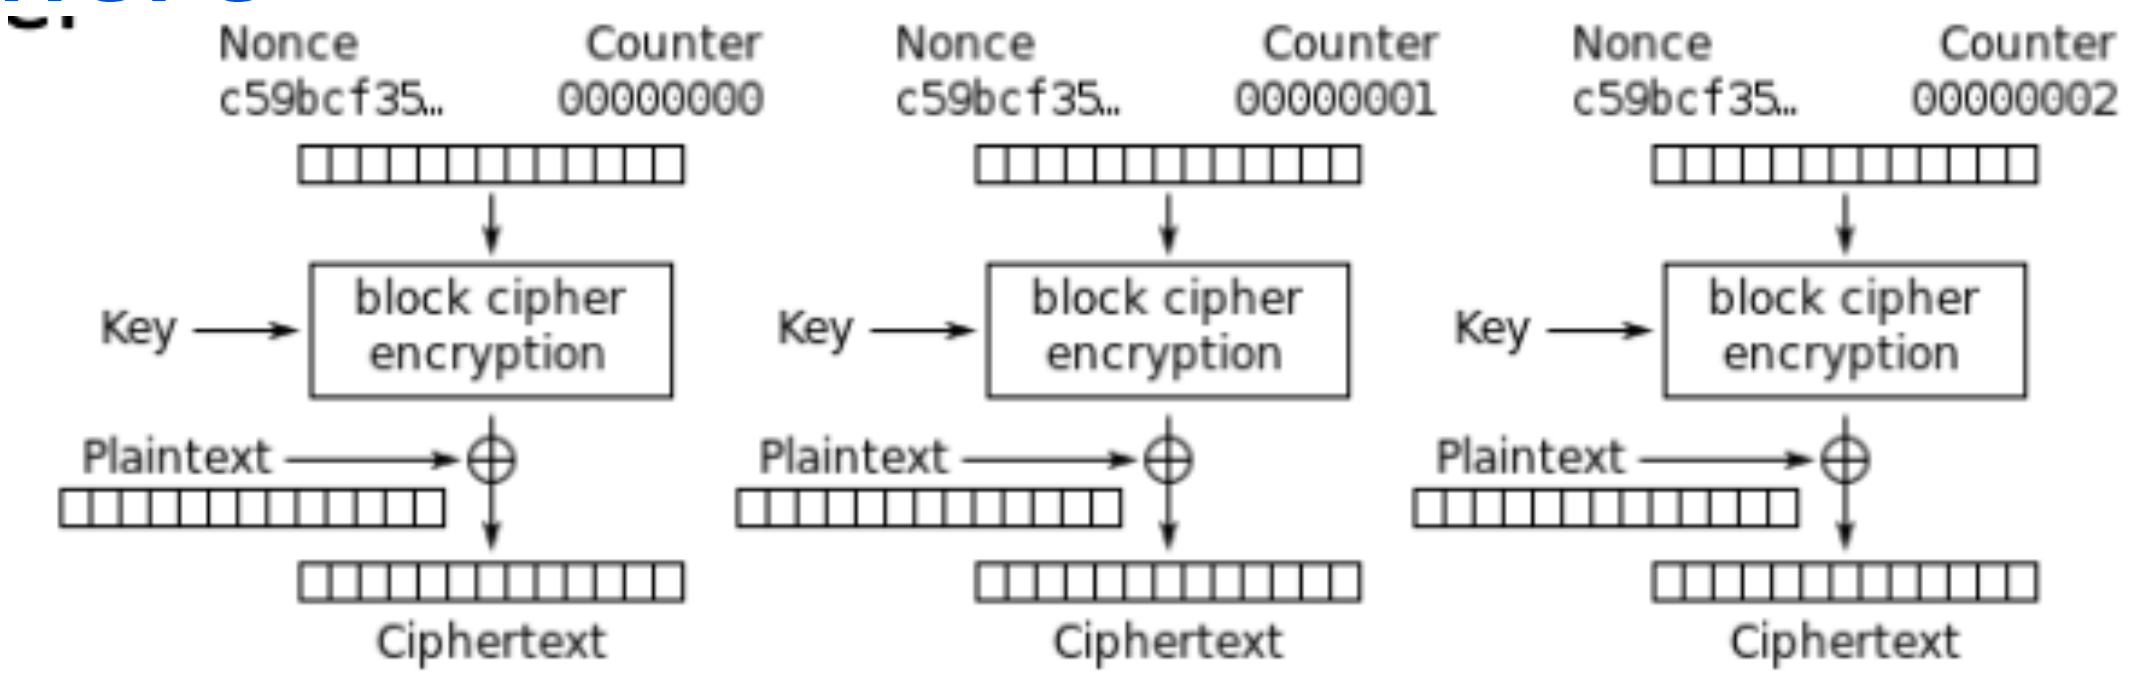 Nonce Counter Nonce Counter Nonce Counter
c59bcf35… 00000000 c59bcf35… 00000001 c59bcf35… 00000002
block cipher block cipher block cipher
Key Key Key
encryption encryption encryption
Plaintext Plaintext Plaintext
Ciphertext Ciphertext Ciphertext